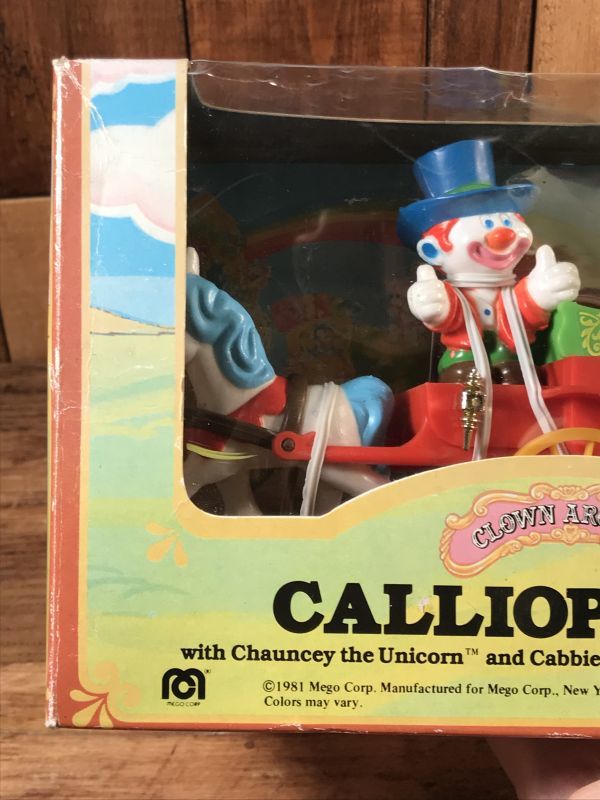 CLOWN AR
CALLIOP
with Chauncey the Unicorn™ and Cabbie
MEGO CORP ®
©1981 Mego Corp. Manufactured for Mego Corp., New Y
Colors may vary.